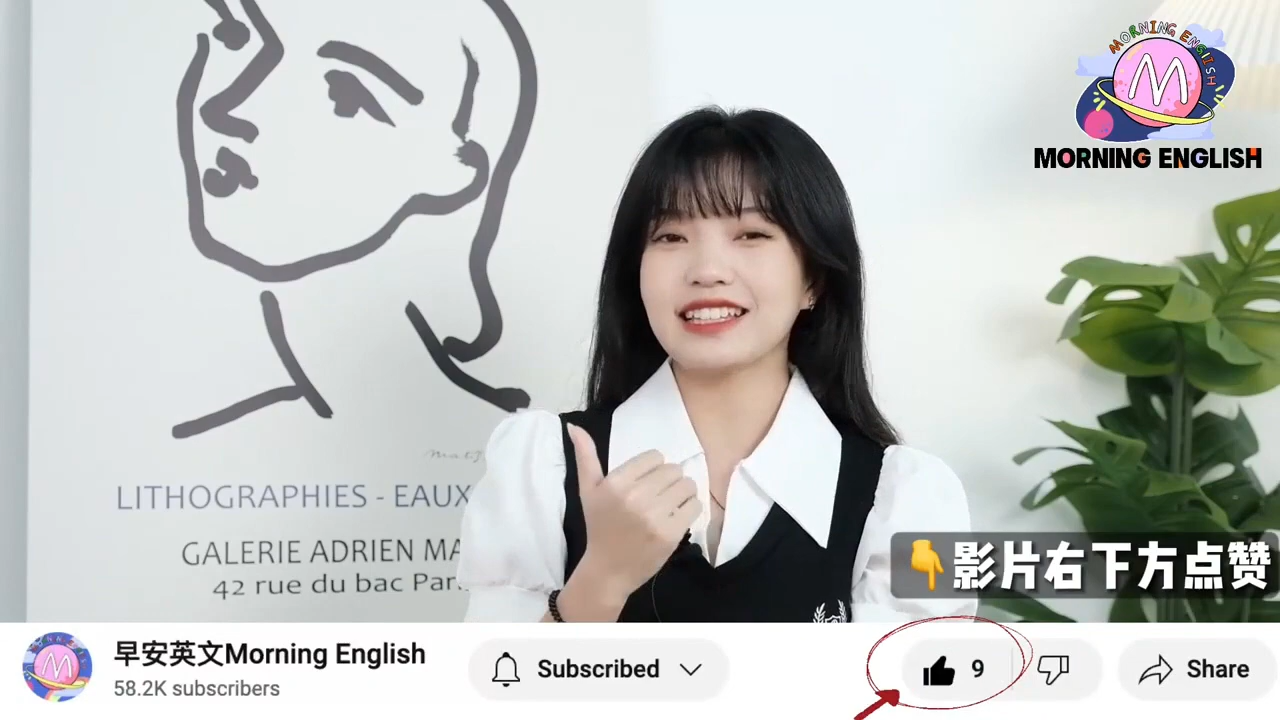 MORNING ENGLISH
M
MORNING ENGLISH
LITHOGRAPHIES - EAUX
GALERIE ADRIEN MA
42 rue du bac Par
👇影片右下方点赞
早安英文Morning English
58.2K subscribers
Subscribed
9
Share